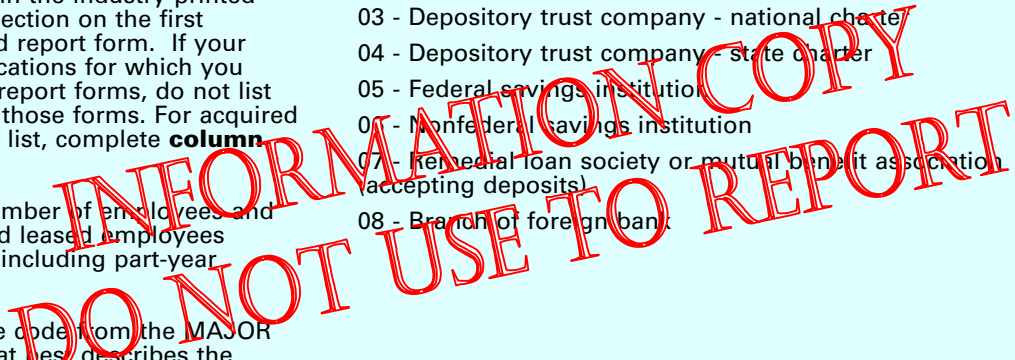 in the industry printed
ection on the first
d report form. If your
cations for which you
report forms, do not list
those forms. For acquired
list, complete column
mber of employees and
d leased employees
including part-year
e code from the MAJOR
at best describes the
03 - Depository trust company - national charter
04 - Depository trust company - state charter
05 - Federal savings institution
06 - Nonfederal savings institution
07 - Remedial loan society or mutual benefit association
(accepting deposits)
08 - Branch of foreign bank
INFORMATION COPY
DO NOT USE TO REPORT